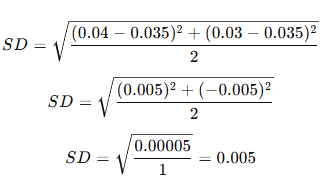 SD = √((0.04 − 0.035)² + (0.03 − 0.035)² / 2)
SD = √((0.005)² + (−0.005)² / 2)
SD = √(0.00005 / 1) = 0.005